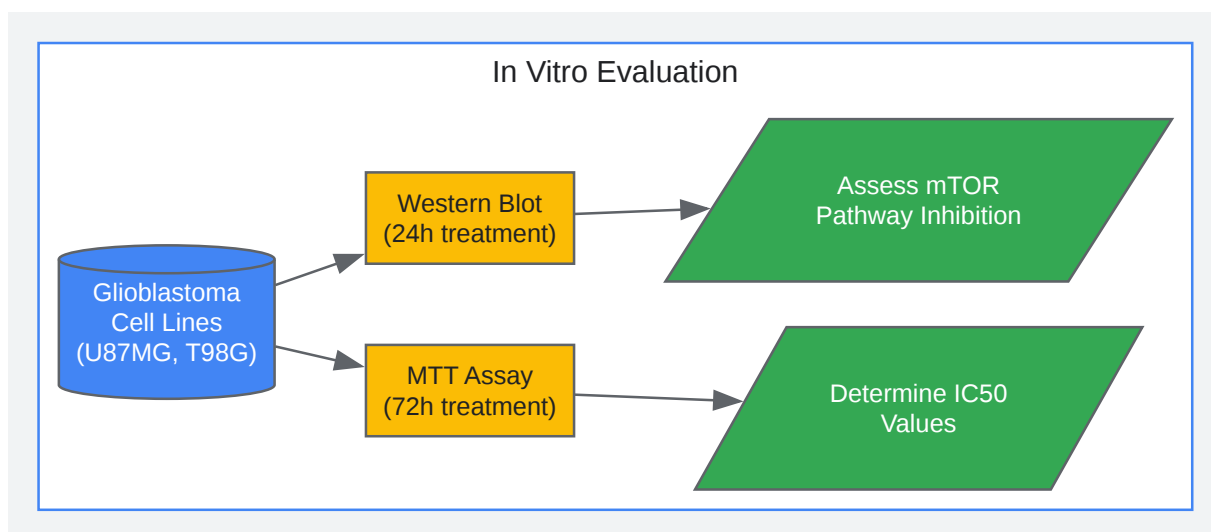 In Vitro Evaluation
Glioblastoma
Cell Lines
(U87MG, T98G)
Western Blot
(24h treatment)
Assess mTOR
Pathway Inhibition
MTT Assay
(72h treatment)
Determine IC50
Values